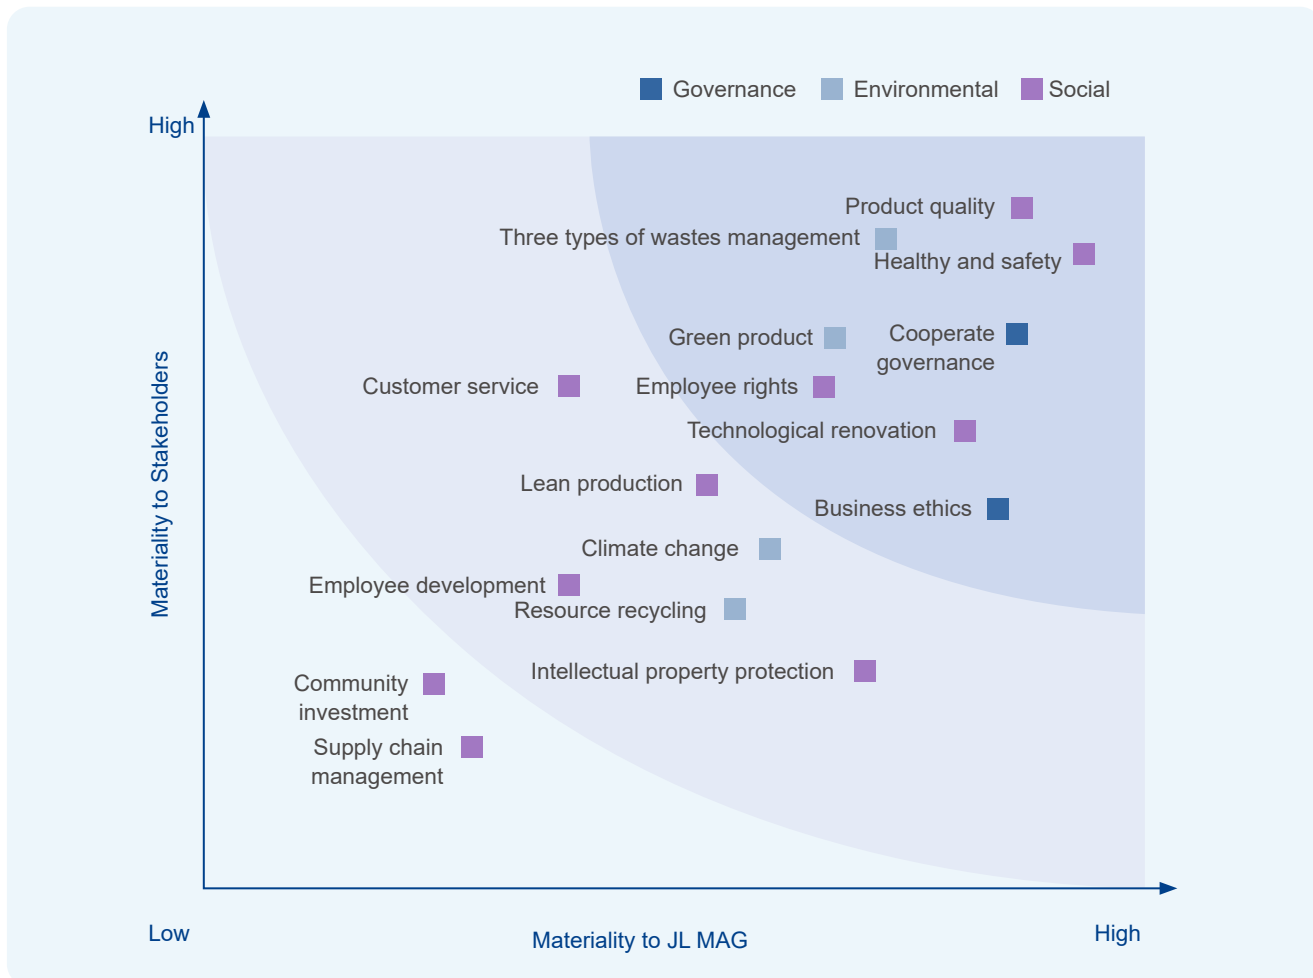 Governance
Environmental
Social
High
Product quality
Three types of wastes management
Healthy and safety
Green product
Cooperate
governance
Customer service
Employee rights
Technological renovation
Lean production
Business ethics
Climate change
Employee development
Resource recycling
Intellectual property protection
Community
investment
Supply chain
management
Materiality to Stakeholders
Low
Materiality to JL MAG
High